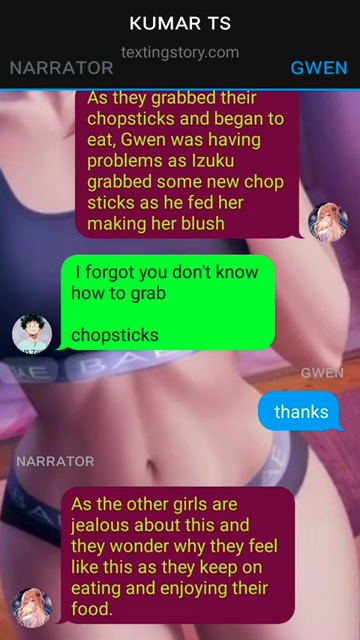 KUMAR TS
textingstory.com
NARRATOR
GWEN
As they grabbed their
chopsticks and began to
eat, Gwen was having
problems as Izuku
grabbed some new chop
sticks as he fed her
making her blush
I forgot you don't know
how to grab
chopsticks
BAE
GWEN
thanks
NARRATOR
As the other girls are
jealous about this and
they wonder why they feel
like this as they keep on
eating and enjoying their
food.